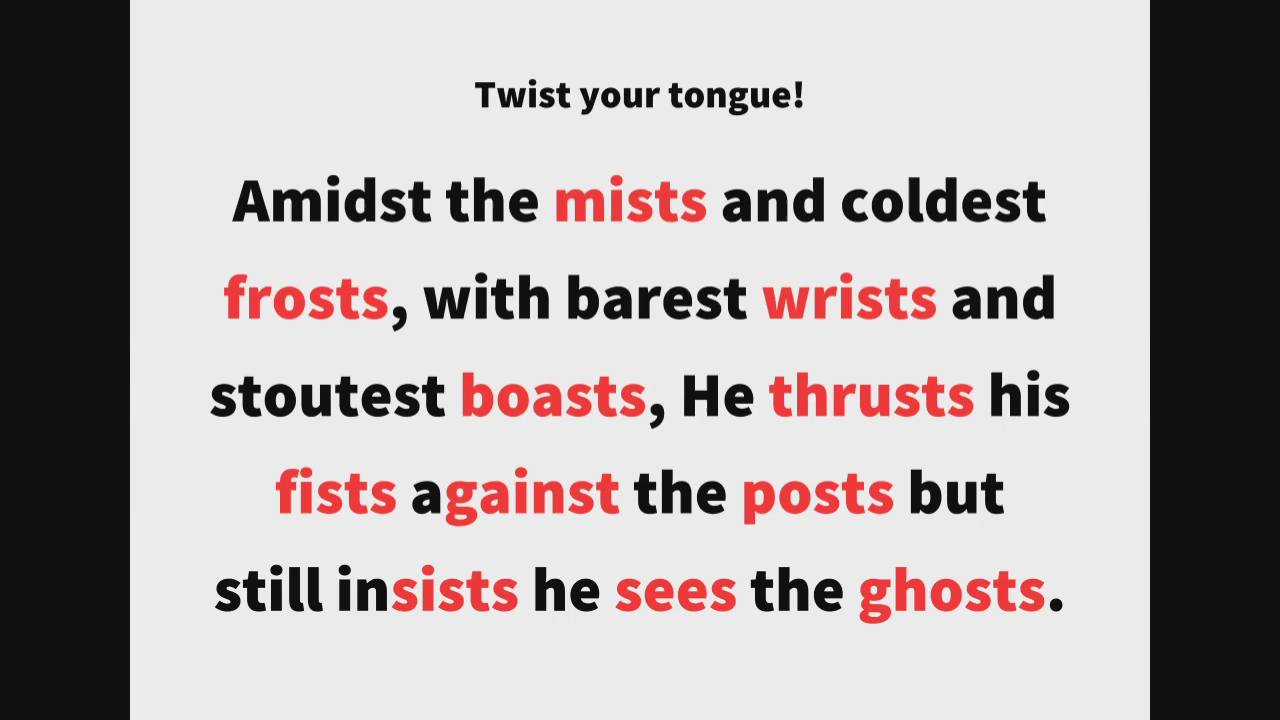 Twist your tongue!
Amidst the mists and coldest
frosts, with barest wrists and
stoutest boasts, He thrusts his
fists against the posts but
still insists he sees the ghosts.